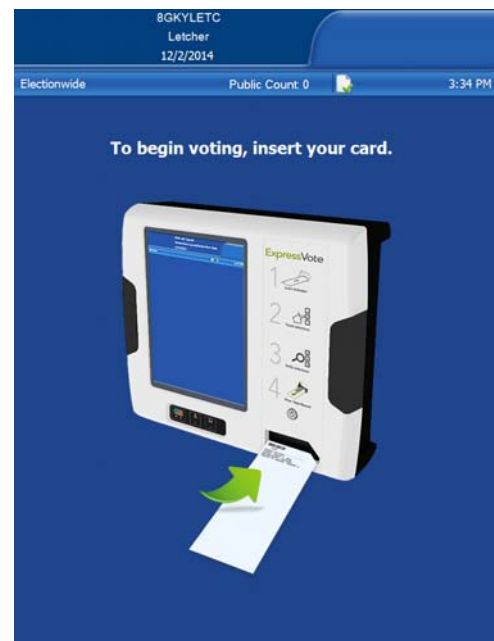 8GKYLETC
Letcher
12/2/2014
Electionwide Public Count 0 3:34 PM
To begin voting, insert your card.
ExpressVote
1
2
3
4